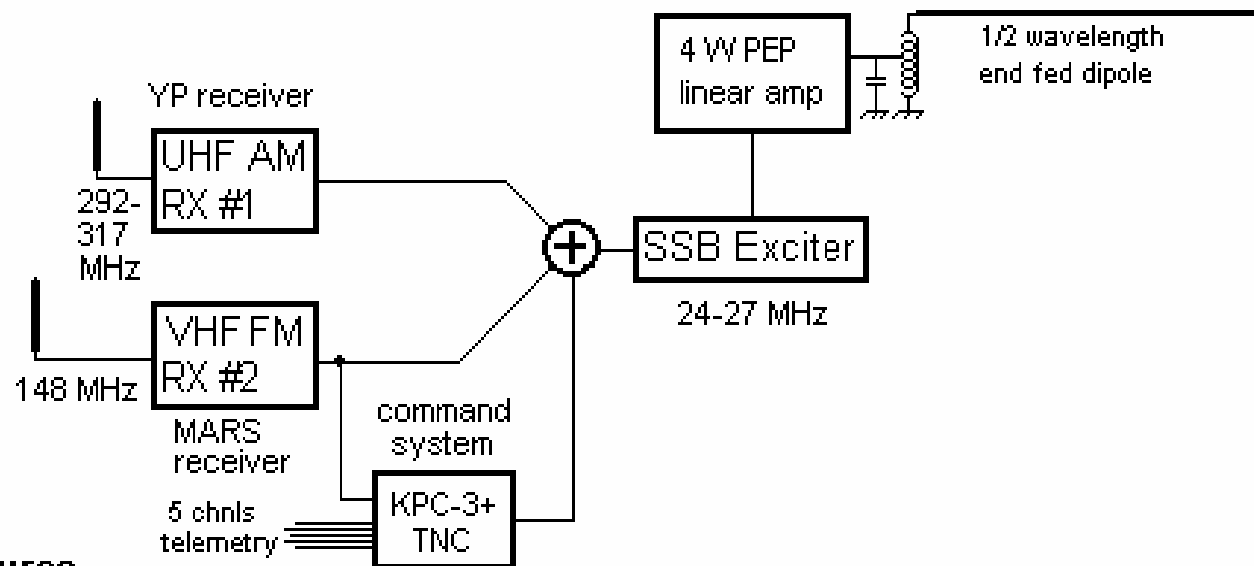 4 W PEP
linear amp
1/2 wavelength
end fed dipole
YP receiver
UHF AM
RX #1
292-
317
MHz
+
SSB Exciter
24-27 MHz
VHF FM
RX #2
148 MHz
MARS
receiver
command
system
KPC-3+
TNC
5 chnls
telemetry